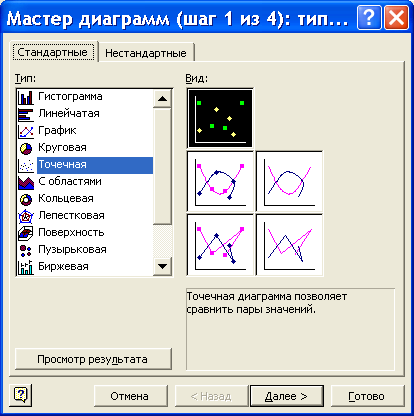 Мастер диаграмм (шаг 1 из 4): тип...
Стандартные
Нестандартные
Тип:
Вид:
Гистограмма
Линейчатая
График
Круговая
Точечная
С областями
Кольцевая
Лепестковая
Поверхность
Пузырьковая
Биржевая
Точечная диаграмма позволяет
сравнить пары значений.
Просмотр результата
Отмена
< Назад
Далее >
Готово